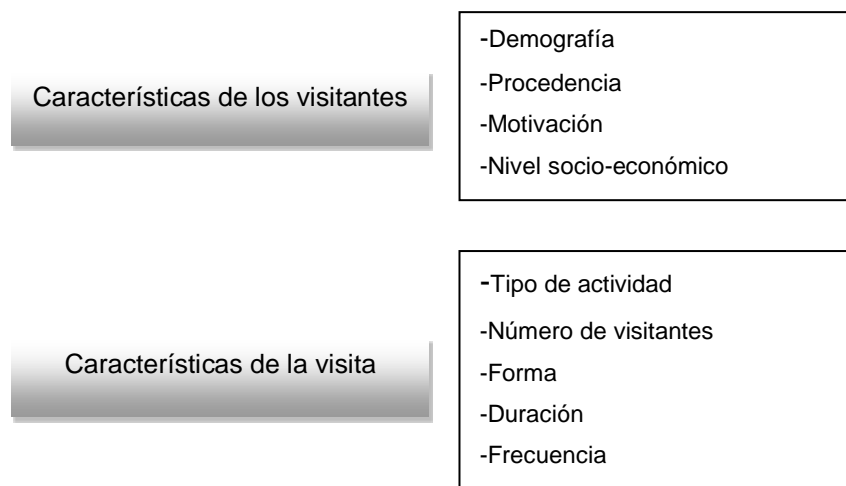 Características de los visitantes
-Demografía
-Procedencia
-Motivación
-Nivel socio-económico
Características de la visita
-Tipo de actividad
-Número de visitantes
-Forma
-Duración
-Frecuencia